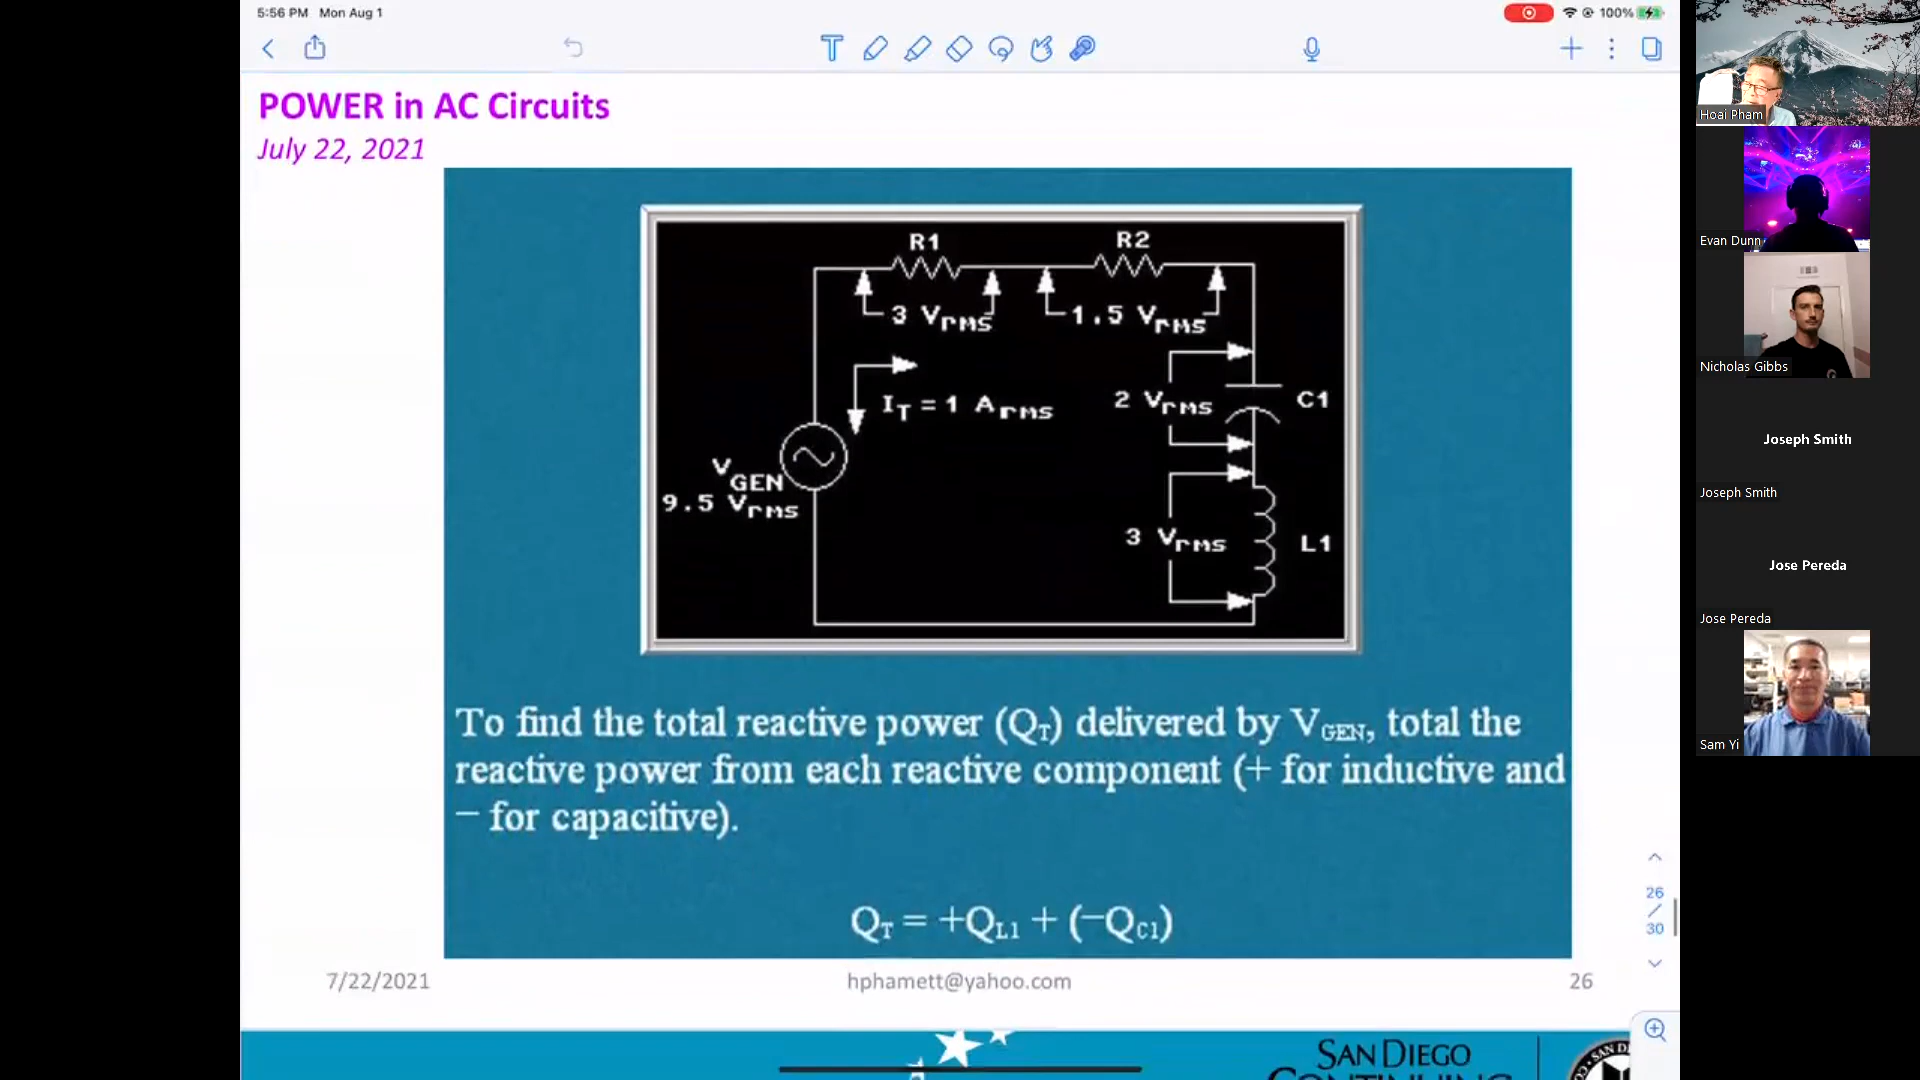 5:56 PM Mon Aug 1
100%
POWER in AC Circuits
July 22, 2021
R1
R2
3 Vrms
1.5 Vrms
IT = 1 Arms
2 Vrms
C1
VGEN
9.5 Vrms
3 Vrms
L1
To find the total reactive power (QT) delivered by VGEN, total the
reactive power from each reactive component (+ for inductive and
− for capacitive).
QT = +QL1 + (−QC1)
7/22/2021
hphamett@yahoo.com
26
26
/
30
SAN DIEGO
Hoai Pham
Evan Dunn
Nicholas Gibbs
Joseph Smith
Joseph Smith
Jose Pereda
Jose Pereda
Sam Yi